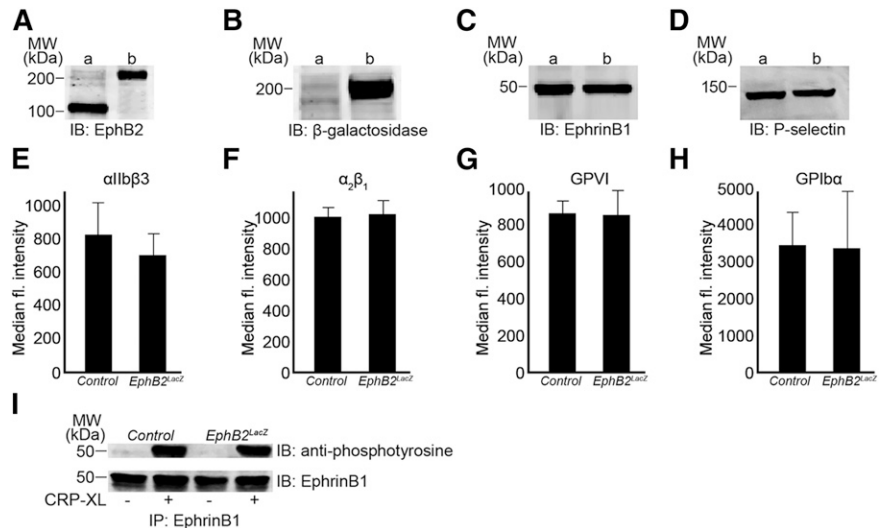 A B C D
MW (kDa) a b
200
100
IB: EphB2
MW (kDa) a b
200
IB: β-galactosidase
MW (kDa) a b
50
IB: EphrinB1
MW (kDa) a b
150
IB: P-selectin
E F G H
αIIbβ3
Median fl. intensity
1000
800
600
400
200
0
Control EphB2LacZ
α2β1
Median fl. intensity
1000
800
600
400
200
0
Control EphB2LacZ
GPVI
Median fl. intensity
1000
800
600
400
200
0
Control EphB2LacZ
GPIbα
Median fl. intensity
5000
4000
3000
2000
1000
0
Control EphB2LacZ
I
MW (kDa) Control EphB2LacZ
50 IB: anti-phosphotyrosine
50 IB: EphrinB1
CRP-XL - + - +
IP: EphrinB1